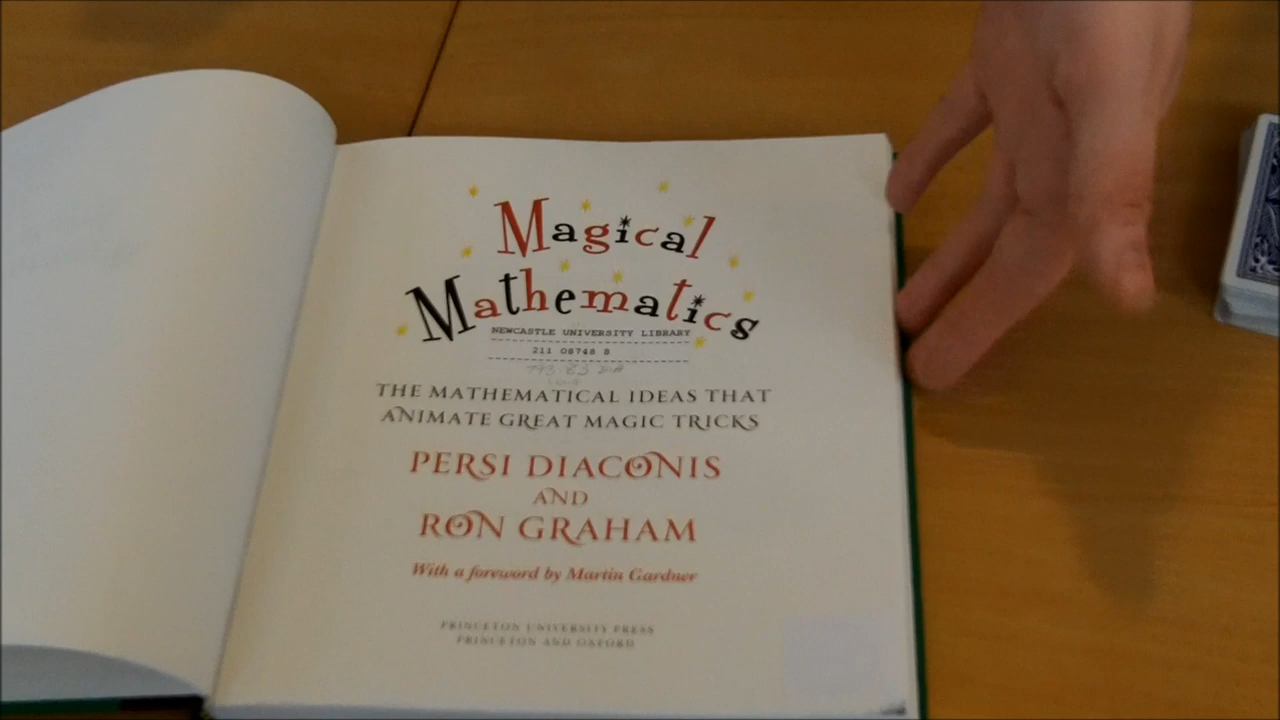 Magical
Mathematics
NEWCASTLE UNIVERSITY LIBRARY
211 08748 8
THE MATHEMATICAL IDEAS THAT
ANIMATE GREAT MAGIC TRICKS
PERSI DIACONIS
AND
RON GRAHAM
With a foreword by Martin Gardner
PRINCETON UNIVERSITY PRESS
PRINCETON AND OXFORD